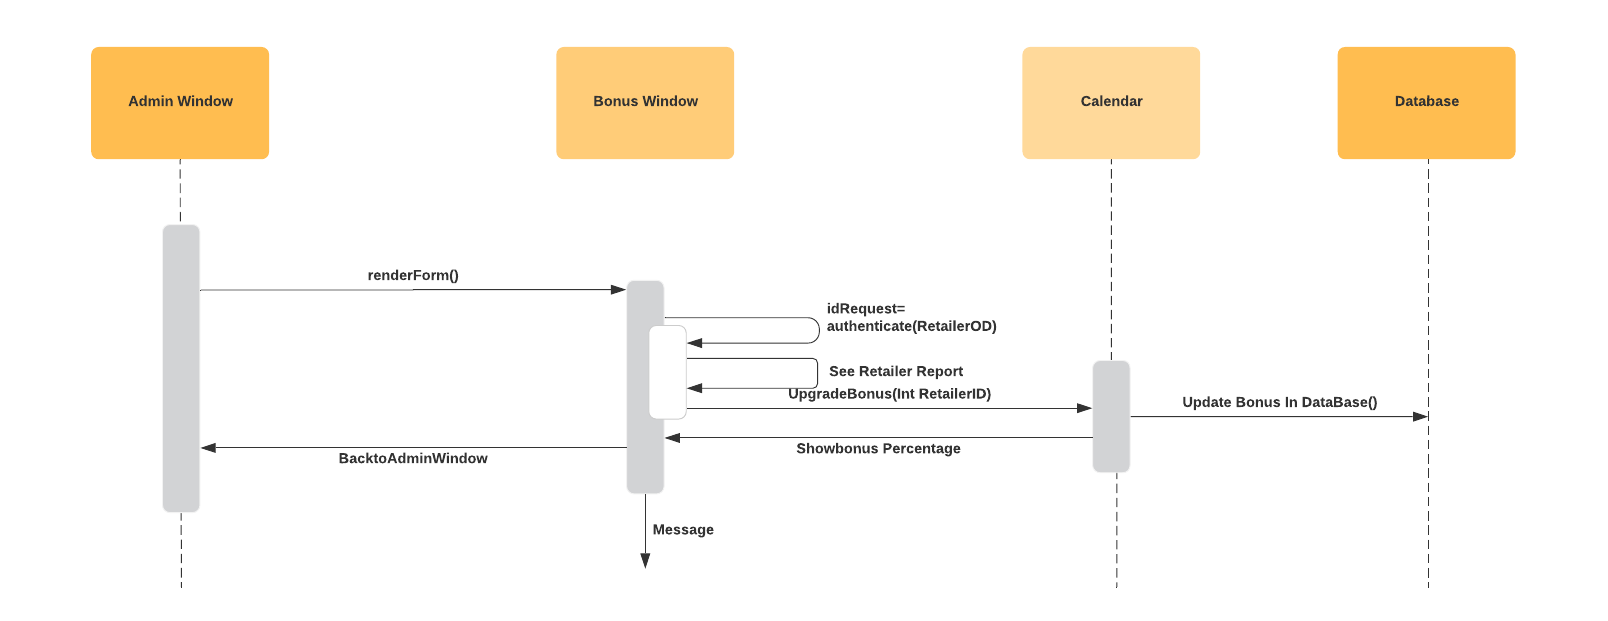 Admin Window
Bonus Window
Calendar
Database
renderForm()
idRequest=
authenticate(RetailerOD)
See Retailer Report
UpgradeBonus(Int RetailerID)
Update Bonus In DataBase()
Showbonus Percentage
BacktoAdminWindow
Message